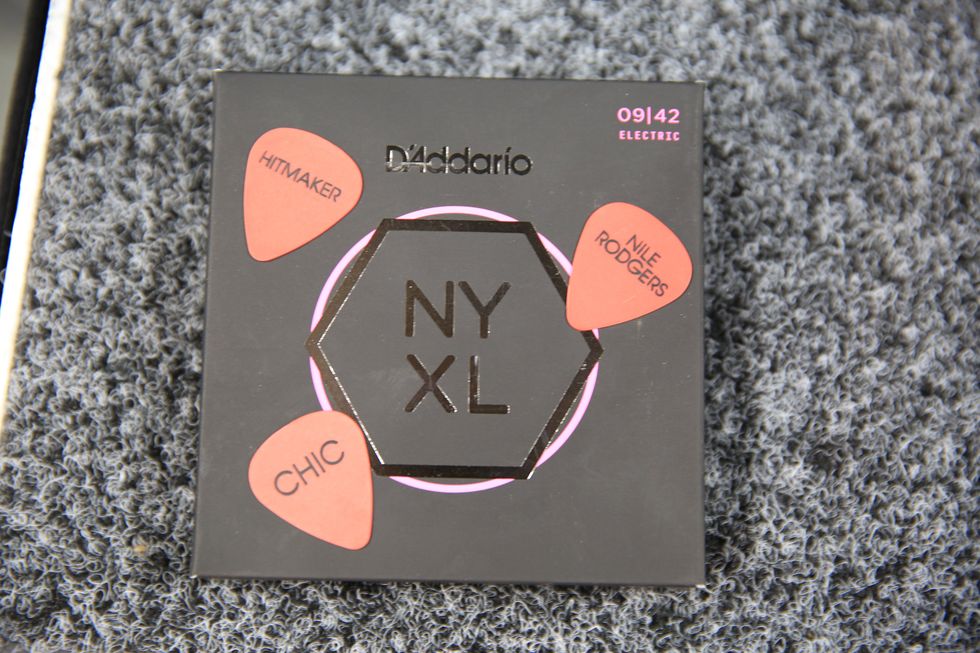 09|42
ELECTRIC
D'Addario
HITMAKER
NILE
RODGERS
NY
XL
CHIC